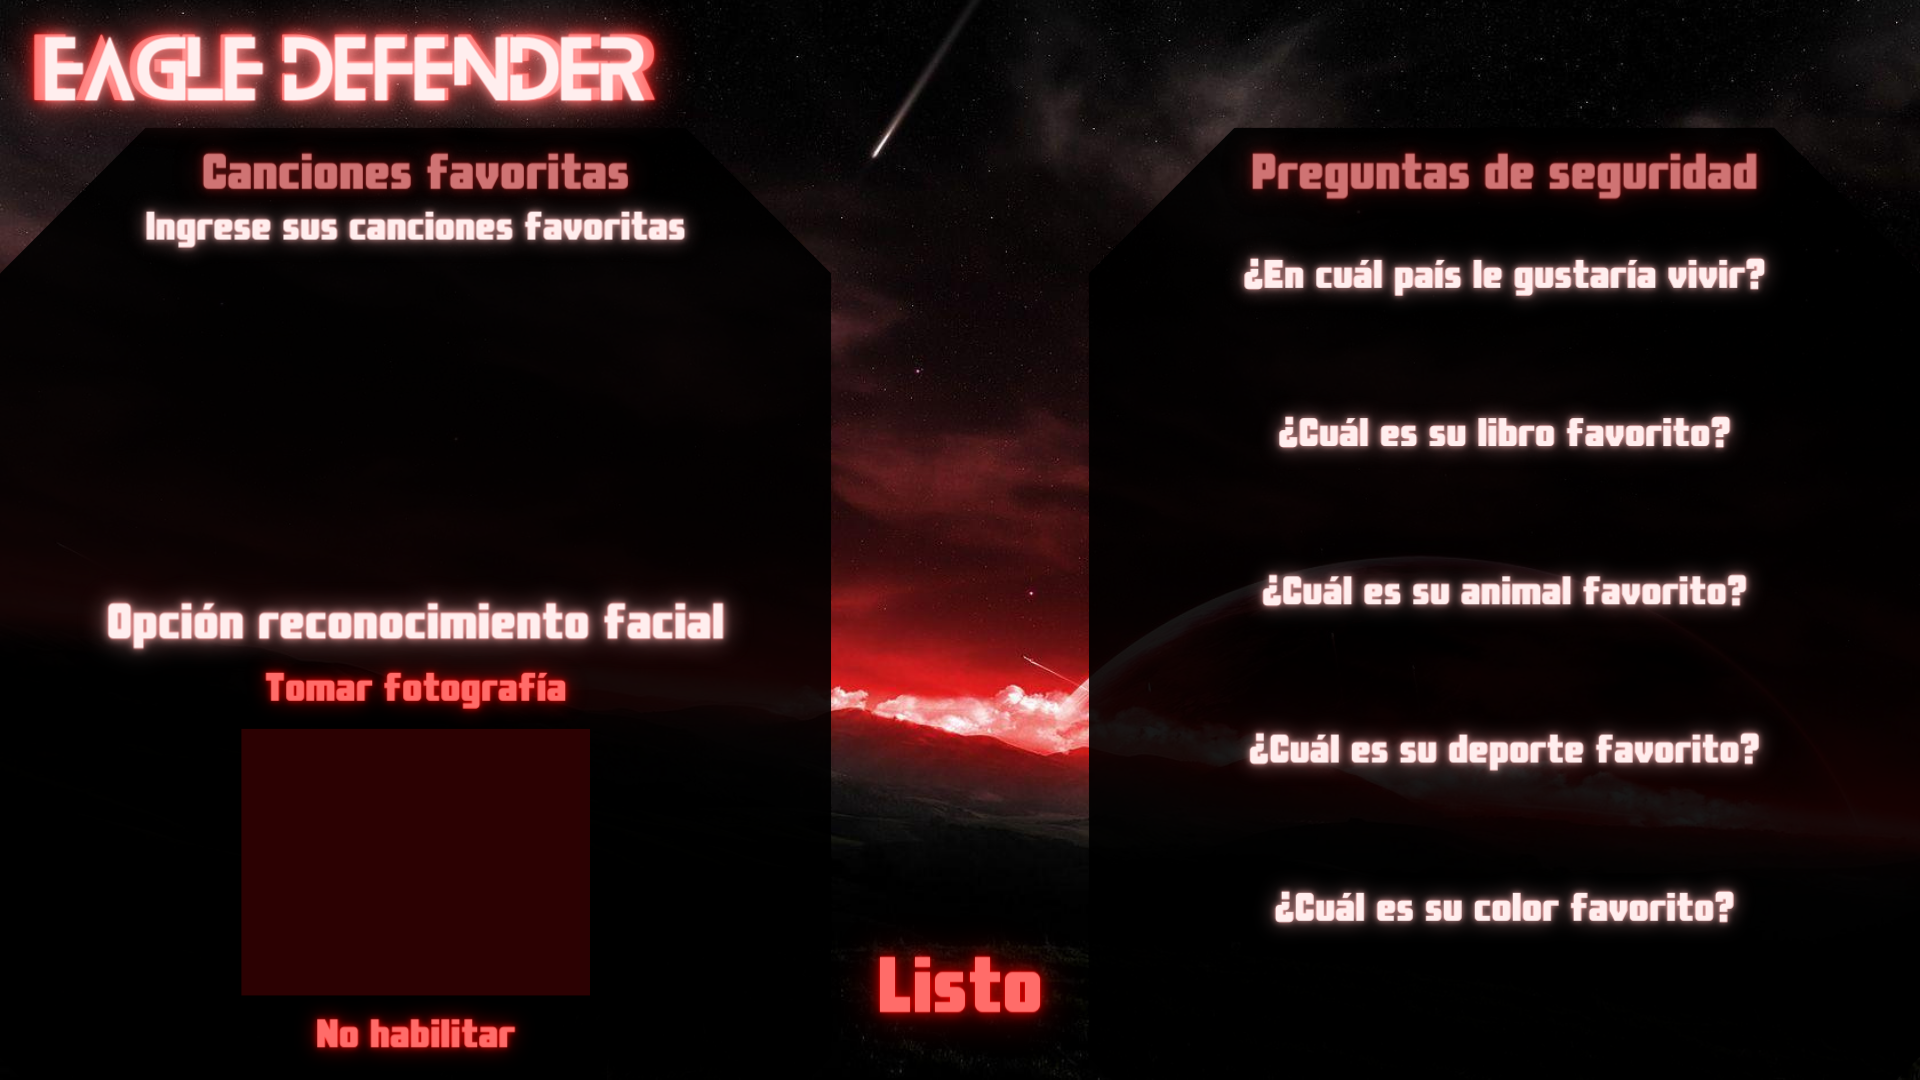 EAGLE DEFENDER
Canciones favoritas
Ingrese sus canciones favoritas
Opción reconocimiento facial
Tomar fotografía
No habilitar
Listo
Preguntas de seguridad
¿En cuál país le gustaría vivir?
¿Cuál es su libro favorito?
¿Cuál es su animal favorito?
¿Cuál es su deporte favorito?
¿Cuál es su color favorito?